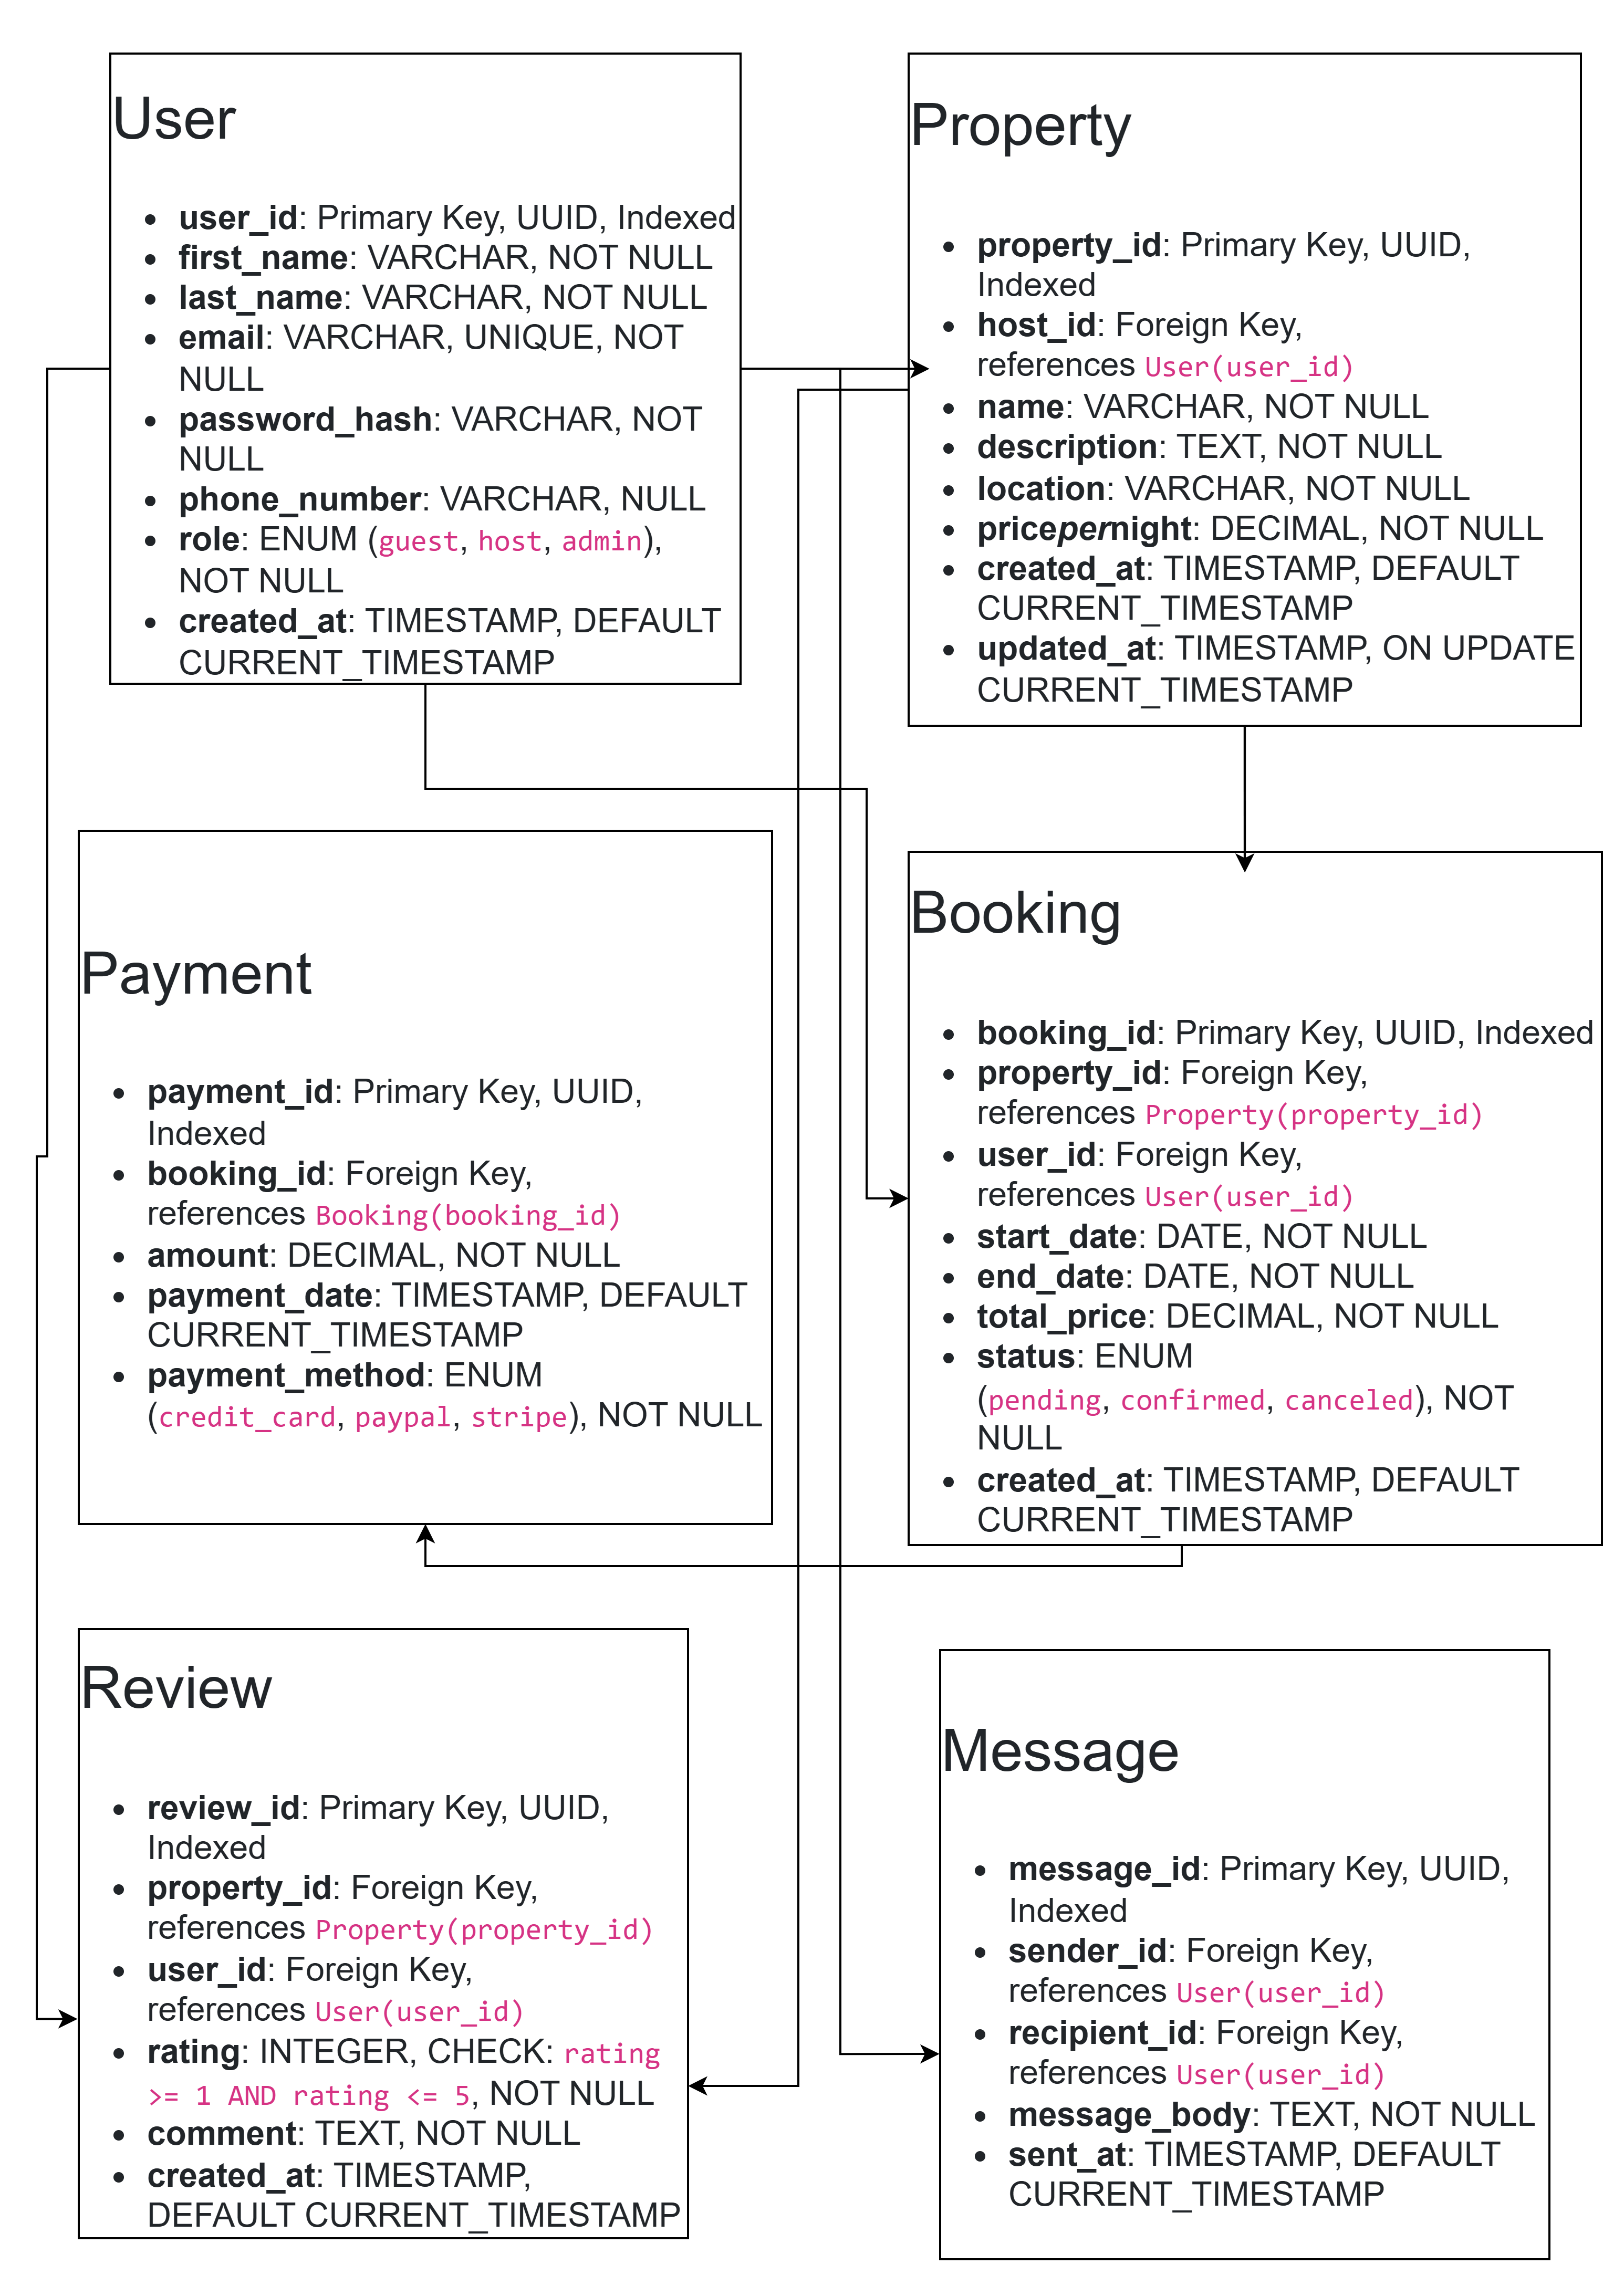 User
user_id: Primary Key, UUID, Indexed
first_name: VARCHAR, NOT NULL
last_name: VARCHAR, NOT NULL
email: VARCHAR, UNIQUE, NOT
NULL
password_hash: VARCHAR, NOT
NULL
phone_number: VARCHAR, NULL
role: ENUM (guest, host, admin),
NOT NULL
created_at: TIMESTAMP, DEFAULT
CURRENT_TIMESTAMP
Property
property_id: Primary Key, UUID,
Indexed
host_id: Foreign Key,
references User(user_id)
name: VARCHAR, NOT NULL
description: TEXT, NOT NULL
location: VARCHAR, NOT NULL
pricepernight: DECIMAL, NOT NULL
created_at: TIMESTAMP, DEFAULT
CURRENT_TIMESTAMP
updated_at: TIMESTAMP, ON UPDATE
CURRENT_TIMESTAMP
Payment
payment_id: Primary Key, UUID,
Indexed
booking_id: Foreign Key,
references Booking(booking_id)
amount: DECIMAL, NOT NULL
payment_date: TIMESTAMP, DEFAULT
CURRENT_TIMESTAMP
payment_method: ENUM
(credit_card, paypal, stripe), NOT NULL
Booking
booking_id: Primary Key, UUID, Indexed
property_id: Foreign Key,
references Property(property_id)
user_id: Foreign Key,
references User(user_id)
start_date: DATE, NOT NULL
end_date: DATE, NOT NULL
total_price: DECIMAL, NOT NULL
status: ENUM
(pending, confirmed, canceled), NOT
NULL
created_at: TIMESTAMP, DEFAULT
CURRENT_TIMESTAMP
Review
review_id: Primary Key, UUID,
Indexed
property_id: Foreign Key,
references Property(property_id)
user_id: Foreign Key,
references User(user_id)
rating: INTEGER, CHECK: rating
>= 1 AND rating <= 5, NOT NULL
comment: TEXT, NOT NULL
created_at: TIMESTAMP,
DEFAULT CURRENT_TIMESTAMP
Message
message_id: Primary Key, UUID,
Indexed
sender_id: Foreign Key,
references User(user_id)
recipient_id: Foreign Key,
references User(user_id)
message_body: TEXT, NOT NULL
sent_at: TIMESTAMP, DEFAULT
CURRENT_TIMESTAMP